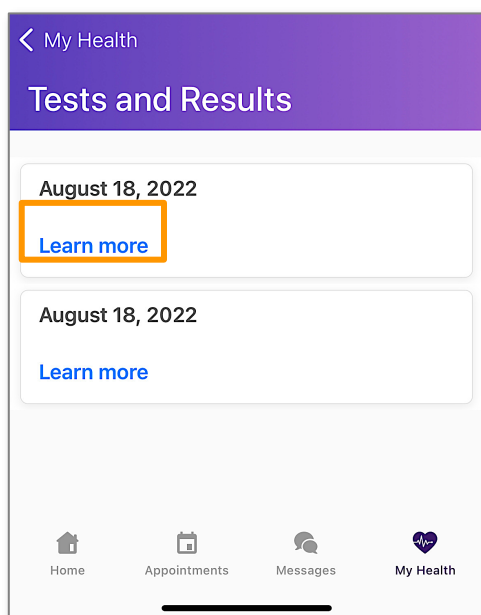 My Health
Tests and Results
August 18, 2022
Learn more
August 18, 2022
Learn more
Home Appointments Messages My Health